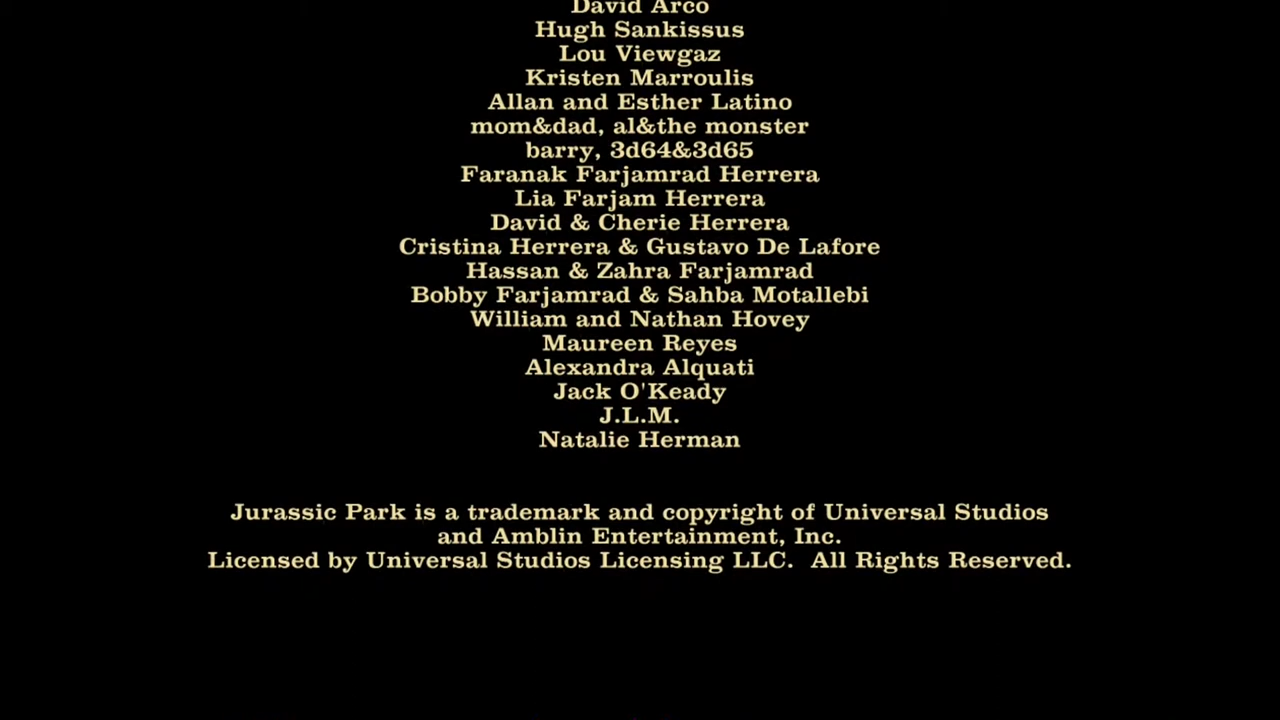 David Arco
Hugh Sankissus
Lou Viewgaz
Kristen Marroulis
Allan and Esther Latino
mom&dad, al&the monster
barry, 3d64&3d65
Faranak Farjamrad Herrera
Lia Farjam Herrera
David & Cherie Herrera
Cristina Herrera & Gustavo De Lafore
Hassan & Zahra Farjamrad
Bobby Farjamrad & Sahba Motallebi
William and Nathan Hovey
Maureen Reyes
Alexandra Alquati
Jack O'Keady
J.L.M.
Natalie Herman
Jurassic Park is a trademark and copyright of Universal Studios
and Amblin Entertainment, Inc.
Licensed by Universal Studios Licensing LLC.  All Rights Reserved.